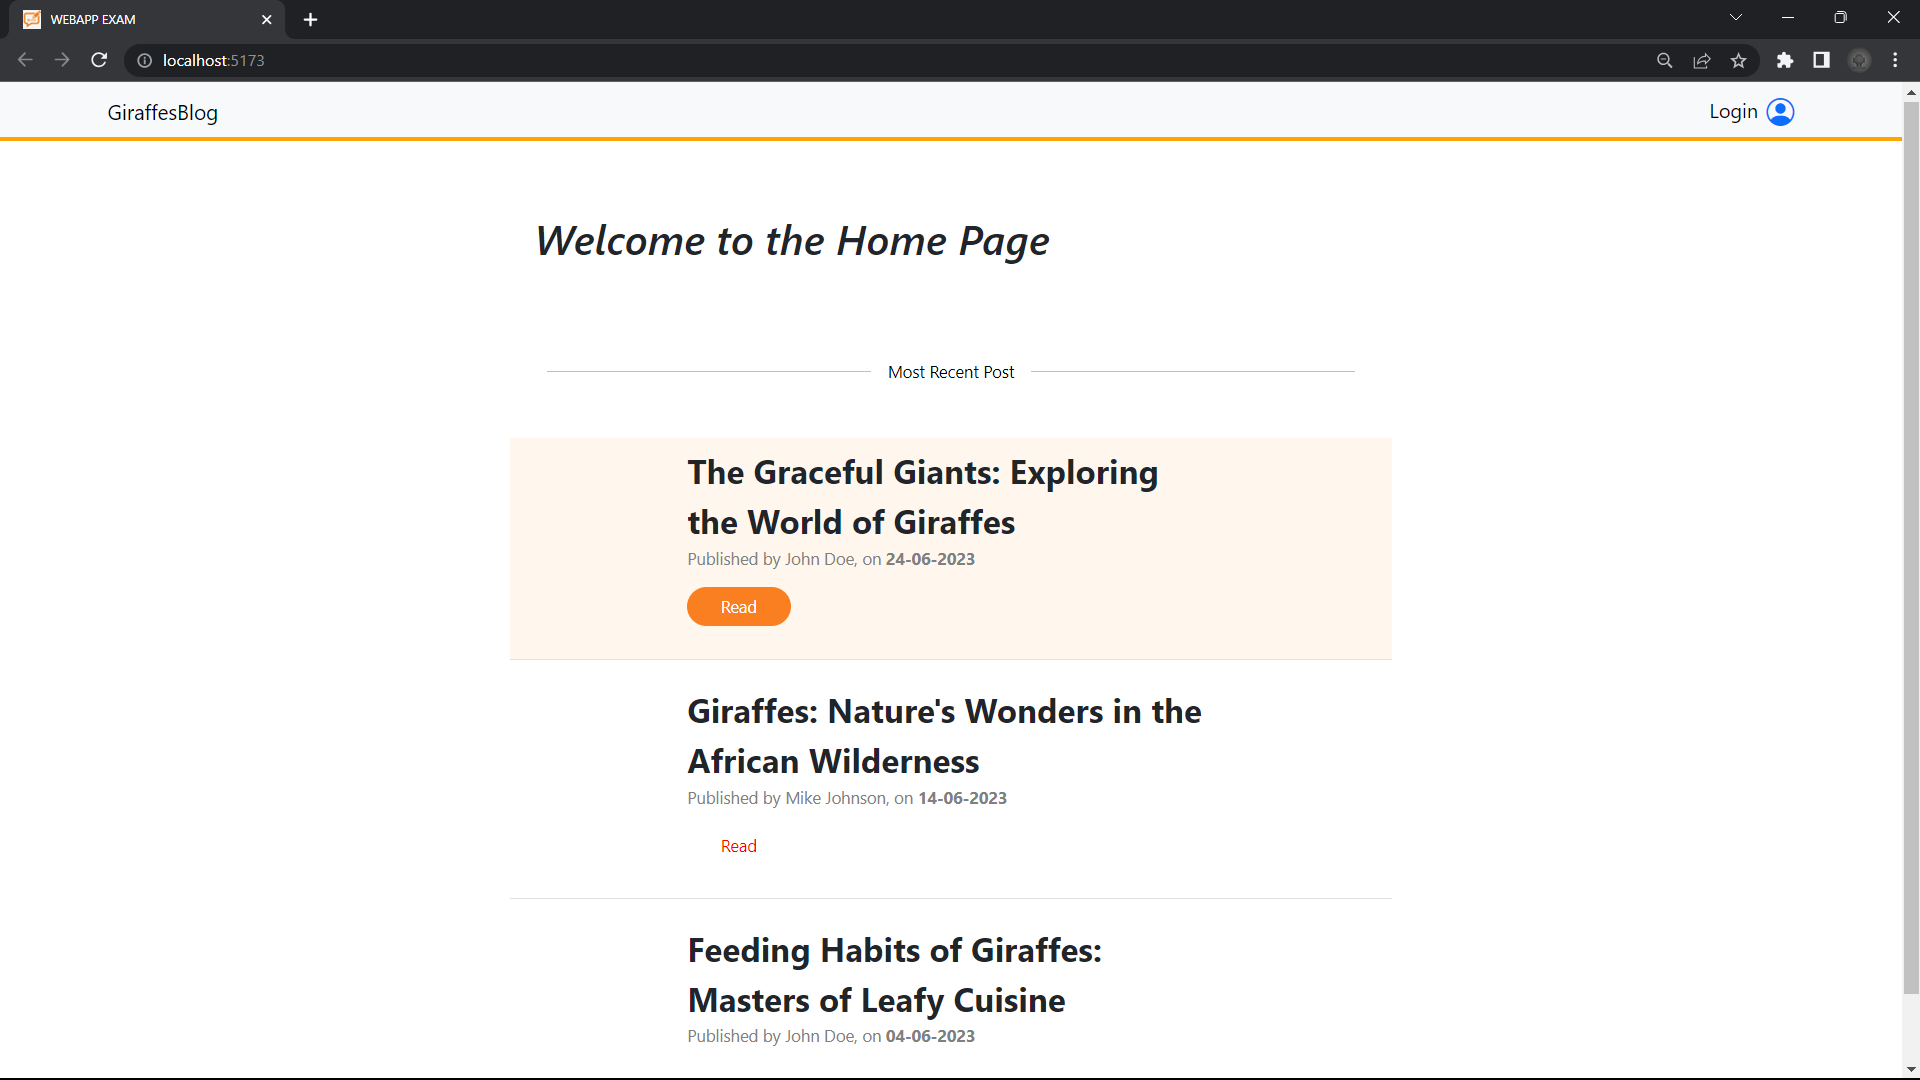 WEBAPP EXAM
localhost:5173
GiraffesBlog
Login
Welcome to the Home Page
Most Recent Post
The Graceful Giants: Exploring
the World of Giraffes
Published by John Doe, on 24-06-2023
Read
Giraffes: Nature's Wonders in the
African Wilderness
Published by Mike Johnson, on 14-06-2023
Read
Feeding Habits of Giraffes:
Masters of Leafy Cuisine
Published by John Doe, on 04-06-2023